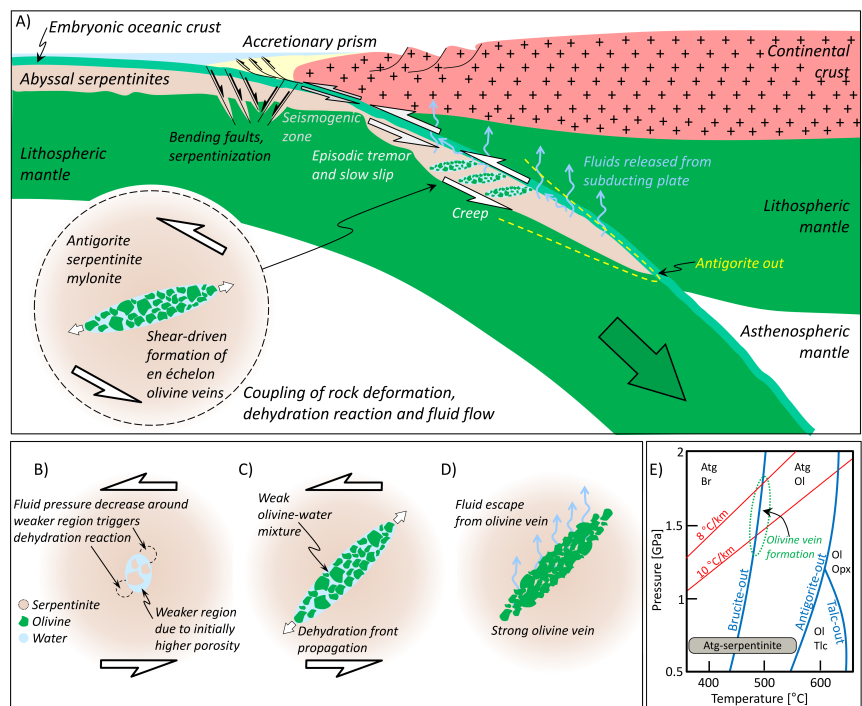 A)
Embryonic oceanic crust
Accretionary prism
Continental
crust
Abyssal serpentinites
Bending faults,
serpentinization
Seismogenic
zone
Episodic tremor
and slow slip
Fluids released from
subducting plate
Lithospheric
mantle
Lithospheric
mantle
Creep
Antigorite out
Antigorite
serpentinite
mylonite
Shear-driven
formation of
en échelon
olivine veins
Asthenospheric
mantle
Coupling of rock deformation,
dehydration reaction and fluid flow
B)
Fluid pressure decrease around
weaker region triggers
dehydration reaction
Serpentinite
Olivine
Water
Weaker region
due to initially
higher porosity
C)
Weak
olivine-water
mixture
Dehydration front
propagation
D)
Fluid escape
from olivine vein
Strong olivine vein
E)
2
1.5
1
0.5
Pressure [GPa]
Atg
Br
Atg
Ol
8 °C/km
10 °C/km
Olivine vein
formation
Brucite-out
Antigorite-out
Talc-out
Ol
Opx
Ol
Tlc
Atg-serpentinite
400
500
600
Temperature [°C]